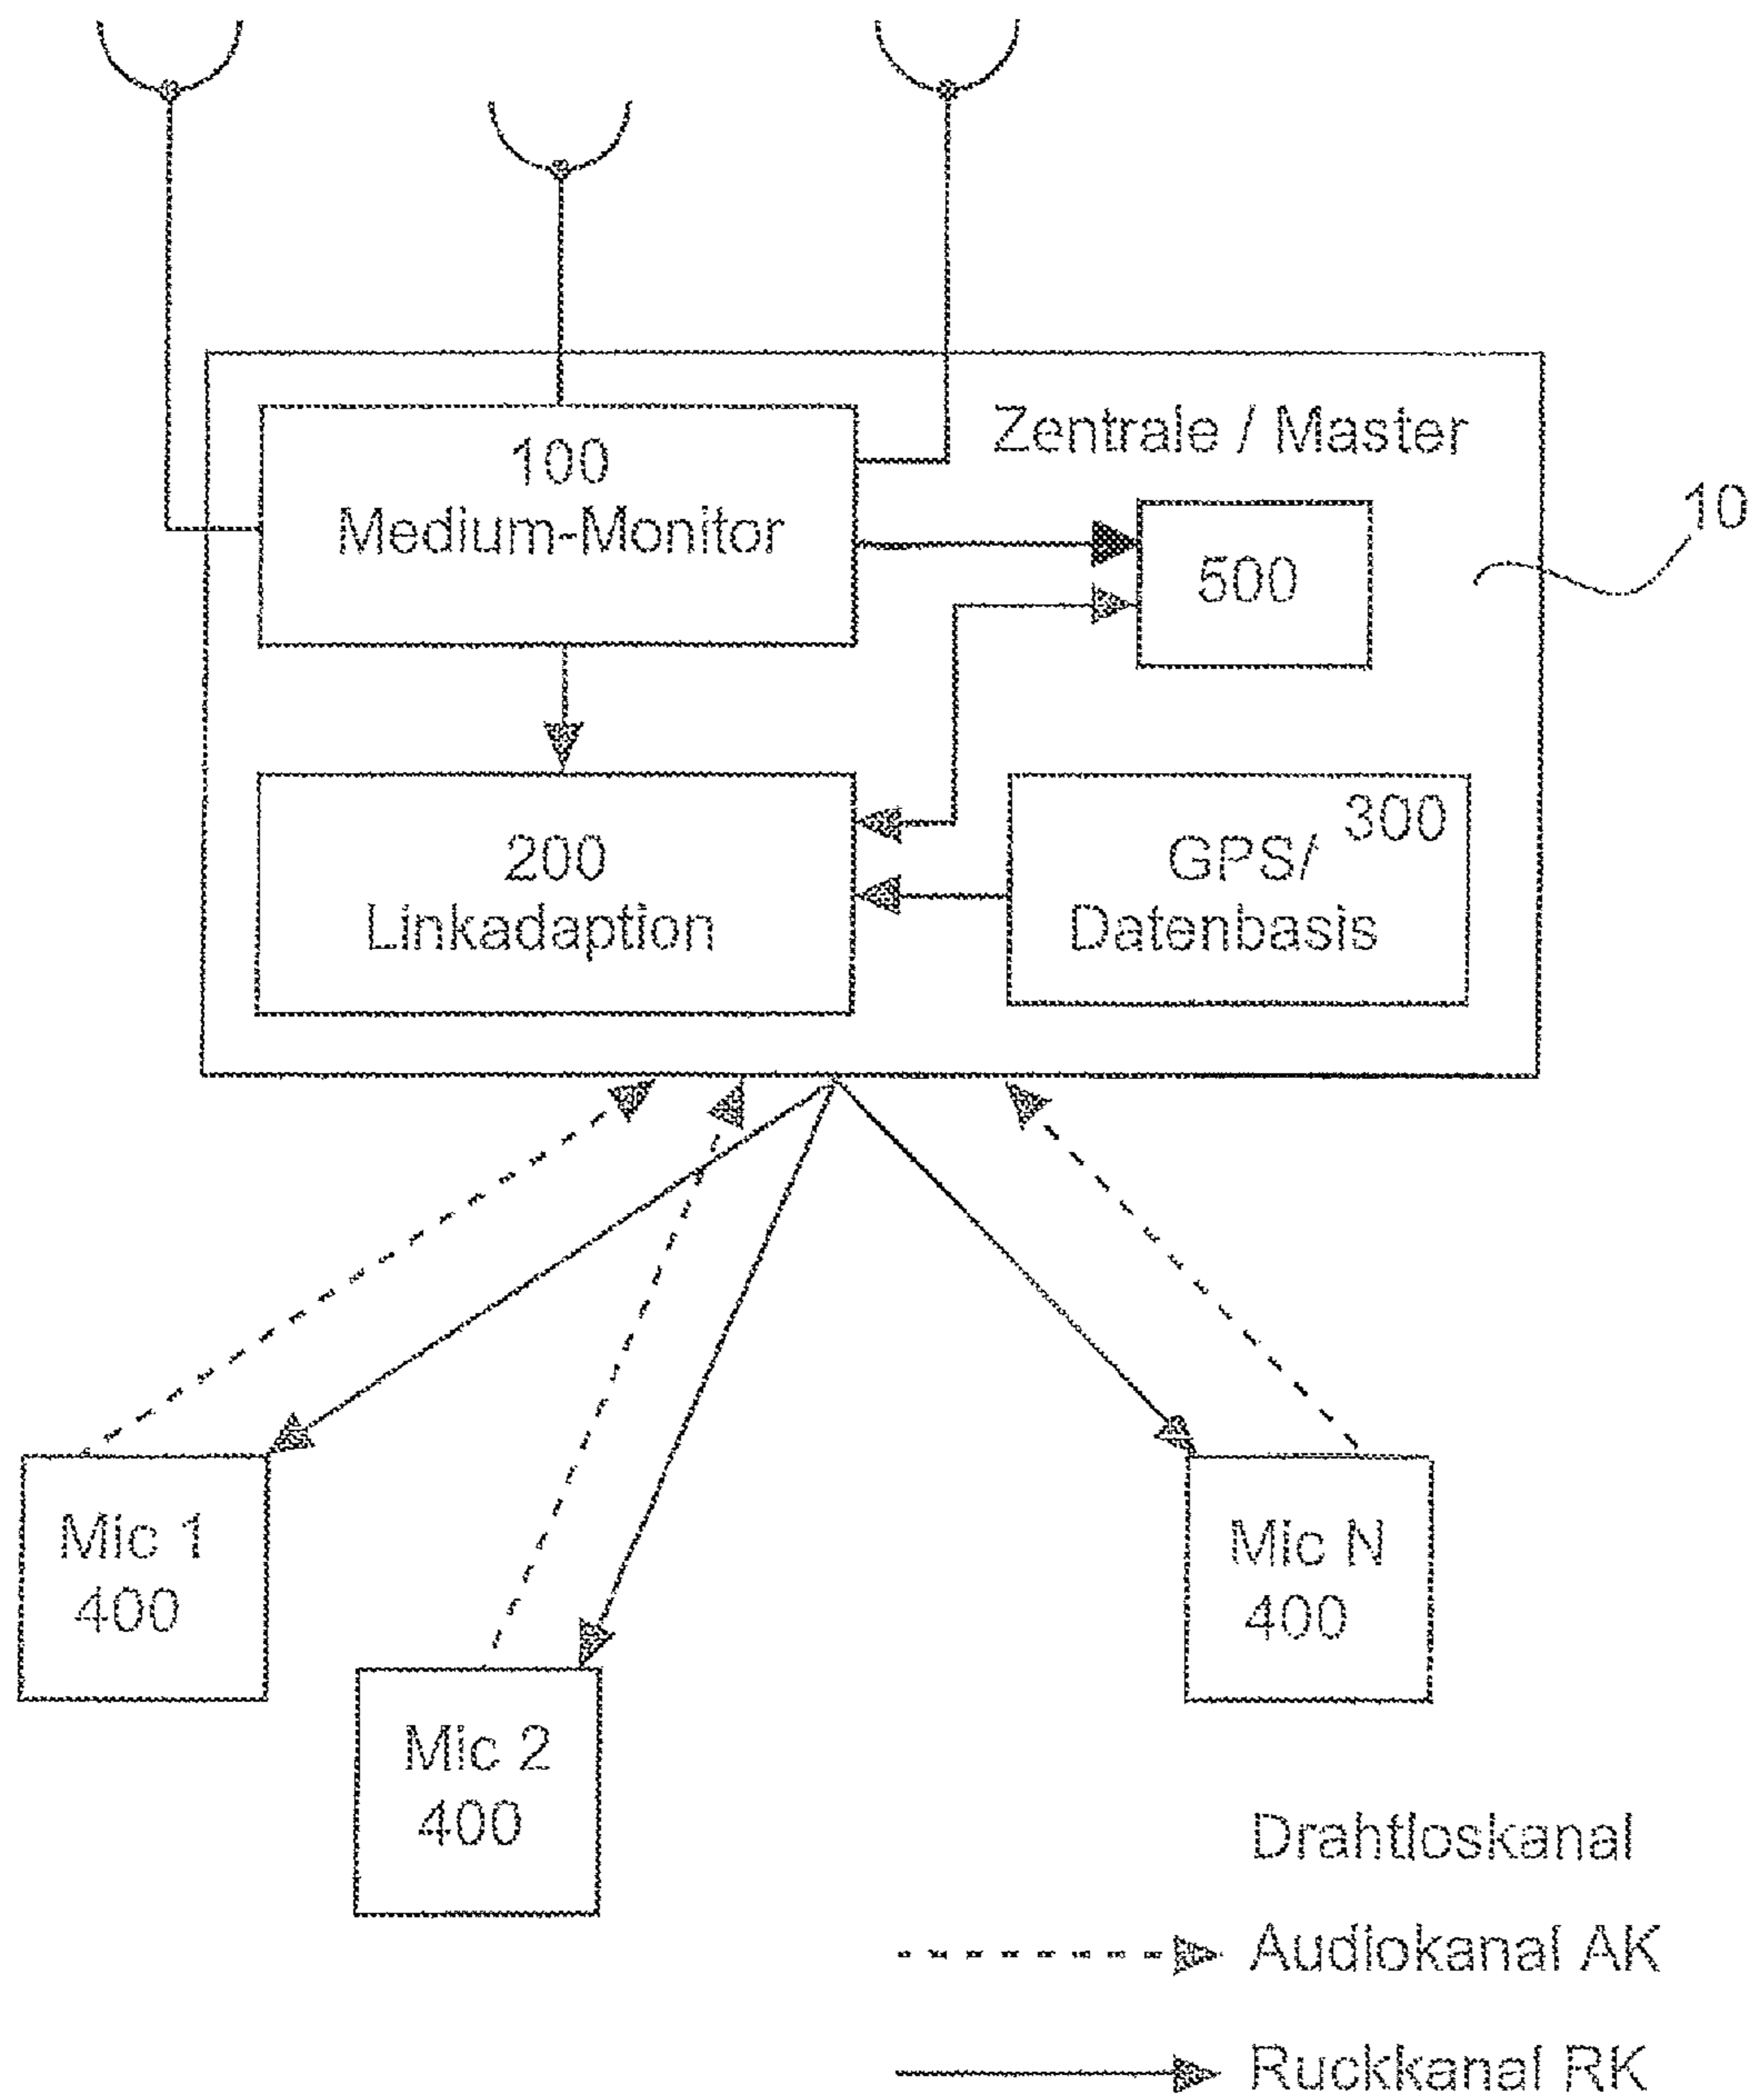 Zentrale / Master
10
100
Medium-Monitor
500
200
Linkadaption
300
GPS/
Datenbasis
Mic 1
400
Mic 2
400
Mic N
400
Drahtloskanal
Audiokanal AK
Ruckkanal RK